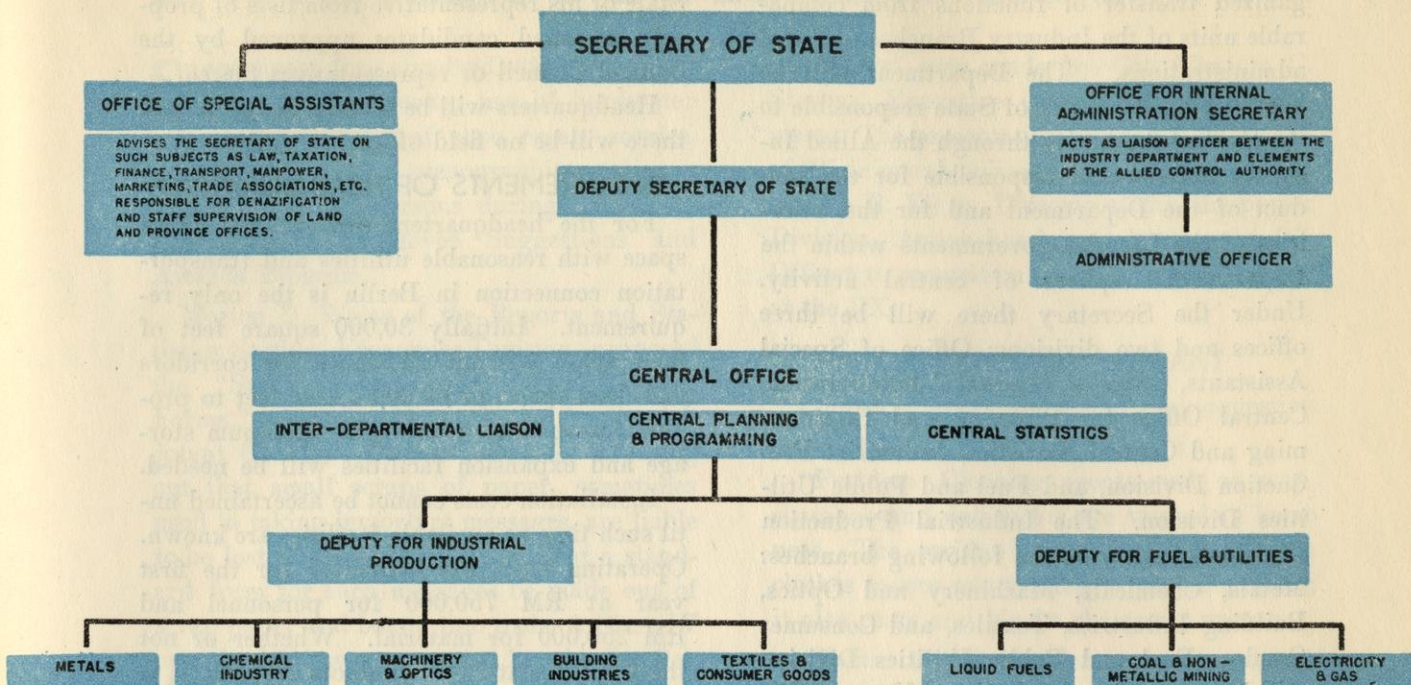 SECRETARY OF STATE
OFFICE OF SPECIAL ASSISTANTS
ADVISES THE SECRETARY OF STATE ON
SUCH SUBJECTS AS LAW, TAXATION,
FINANCE, TRANSPORT, MANPOWER,
MARKETING, TRADE ASSOCIATIONS, ETC.
RESPONSIBLE FOR DENAZIFICATION
AND STAFF SUPERVISION OF LAND
AND PROVINCE OFFICES.
OFFICE FOR INTERNAL
ADMINISTRATION SECRETARY
ACTS AS LIAISON OFFICER BETWEEN THE
INDUSTRY DEPARTMENT AND ELEMENTS
OF THE ALLIED CONTROL AUTHORITY.
DEPUTY SECRETARY OF STATE
ADMINISTRATIVE OFFICER
CENTRAL OFFICE
INTER-DEPARTMENTAL LIAISON
CENTRAL PLANNING
& PROGRAMMING
CENTRAL STATISTICS
DEPUTY FOR INDUSTRIAL
PRODUCTION
DEPUTY FOR FUEL & UTILITIES
METALS
CHEMICAL
INDUSTRY
MACHINERY
& OPTICS
BUILDING
INDUSTRIES
TEXTILES &
CONSUMER GOODS
LIQUID FUELS
COAL & NON-
METALLIC MINING
ELECTRICITY
& GAS